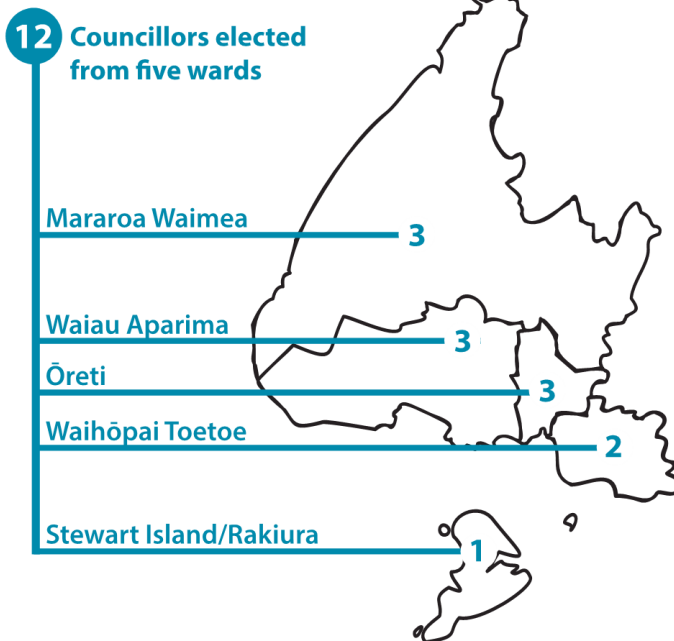 12 Councillors elected
from five wards
Mararoa Waimea
3
Waiau Aparima
3
Ōreti
3
Waihōpai Toetoe
2
Stewart Island/Rakiura
1